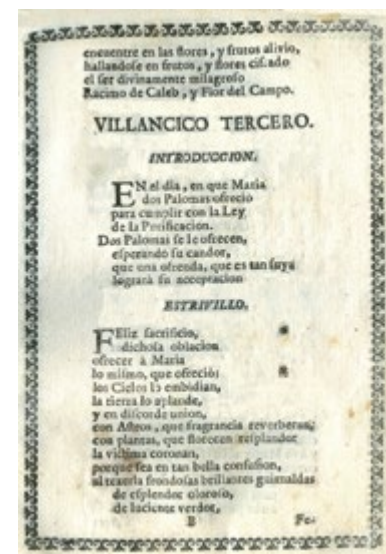 encuentre en las flores, y frutos alivio,
hallandose en frutos, y flores cifrado
el ser divinamente milagroso
Racimo de Caleb, y Flor del Campo.
VILLANCICO TERCERO.
INTRODUCCION.
EN el dia, en que Maria
dos Palomas ofreciò
para cumplir con la Ley
de la Purificacion.
Dos Palomas se le ofrecen,
esperando su candor,
que una ofrenda, que es tan suya
logrará su acceptacion
ESTRIVILLO.
FEliz sacrificio,
dichosa oblacion
ofrecer à Maria
lo mismo, que ofreciò:
los Cielos la embidian,
la tierra lo aplaude,
y en discorde union,
con Astros, que fragrancia reverberan,
con plantas, que florecen resplandor
la victima coronan,
porque sea en tan bella confusion,
al texerla frondosas brillantes guirnaldas
de esplendor oloroso,
de luciente verdor,
B Fe-